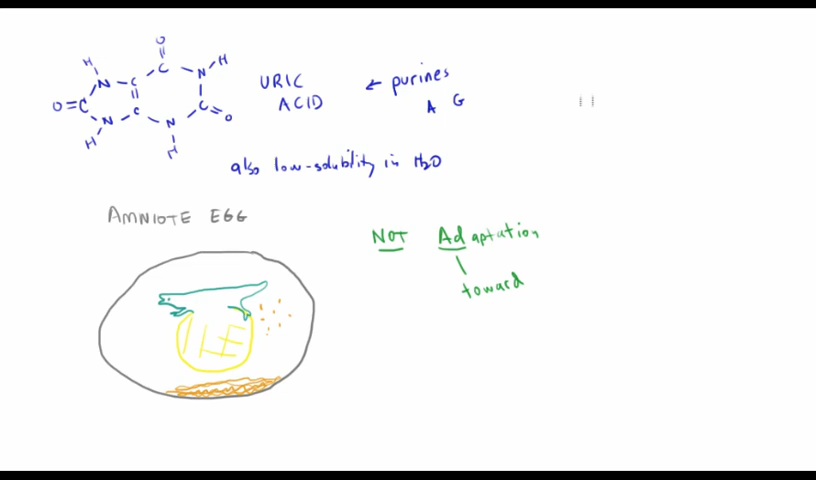 URIC
ACID
← purines
A G
also low-solubility in H2O
AMNIOTE EGG
NOT Adaptation
toward
O
C
H
N
C
N
H
O=C
C
C
O
N
N
H
H